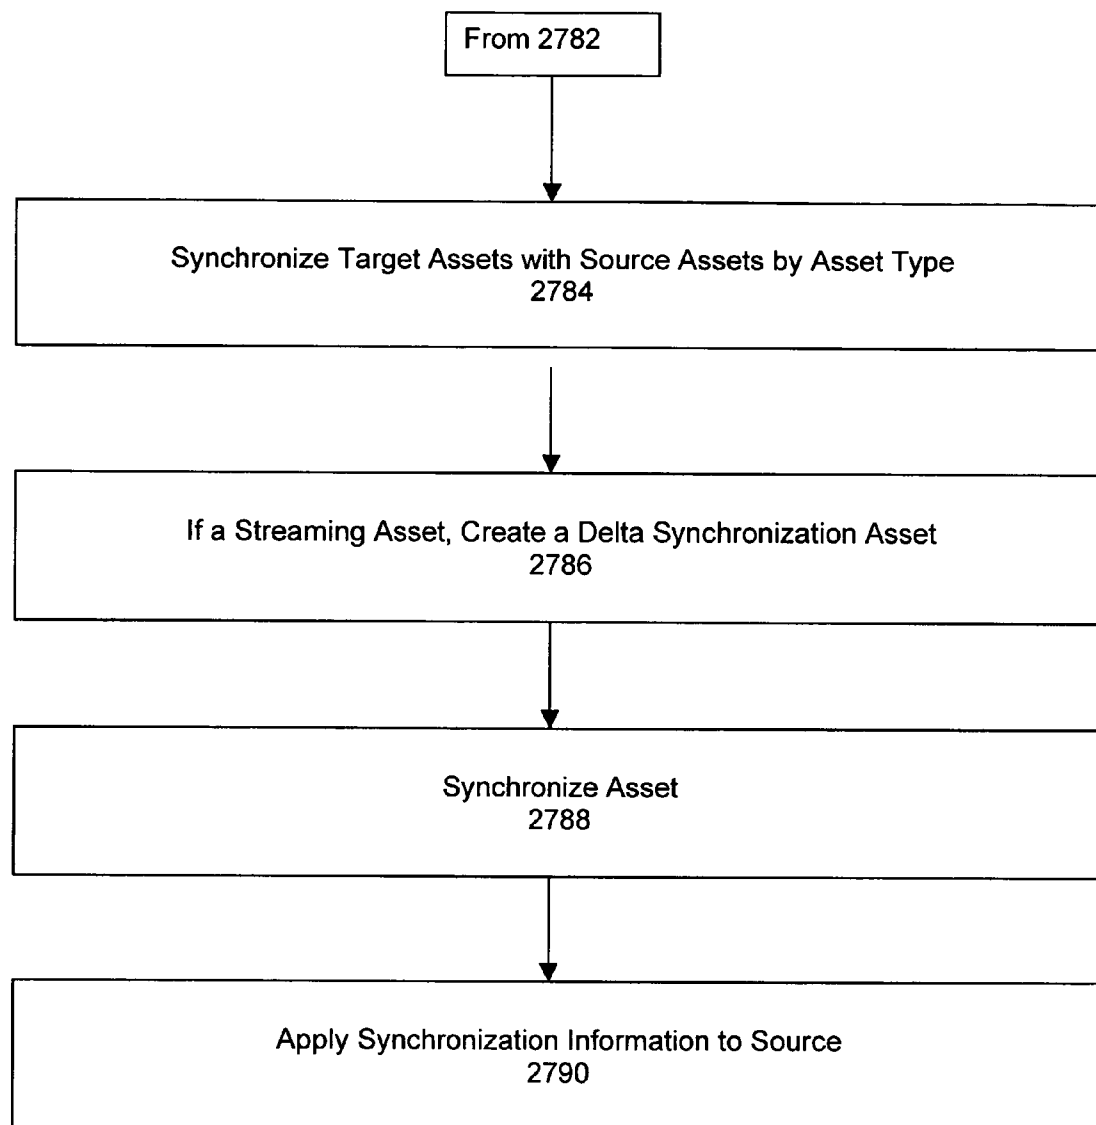 From 2782
Synchronize Target Assets with Source Assets by Asset Type
2784
If a Streaming Asset, Create a Delta Synchronization Asset
2786
Synchronize Asset
2788
Apply Synchronization Information to Source
2790